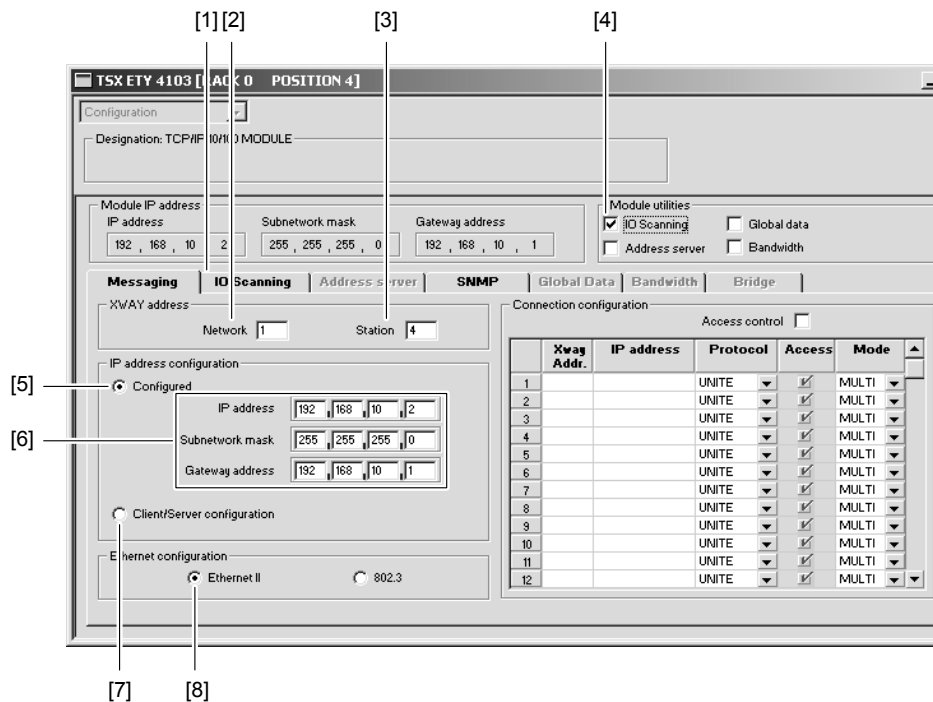 [1] [2] [3] [4]
TSX ETY 4103 [RACK 0 POSITION 4]
Configuration
Designation: TCP/IP 10/100 MODULE
Module IP address
IP address Subnetwork mask Gateway address
192 , 168 , 10 2 255 , 255 , 255 , 0 192 , 168 , 10 , 1
Module utilities
IO Scanning Global data
Address server Bandwidth
Messaging IO Scanning Address server SNMP Global Data Bandwidth Bridge
XWAY address
Network 1 Station 4
IP address configuration
[5] Configured
[6]
IP address 192 168 10 2
Subnetwork mask 255 255 255 0
Gateway address 192 168 10 1
Client/Server configuration
Ethernet configuration
Ethernet II 802.3
Connection configuration
Access control
Xway Addr. IP address Protocol Access Mode
1 UNITE MULTI
2 UNITE MULTI
3 UNITE MULTI
4 UNITE MULTI
5 UNITE MULTI
6 UNITE MULTI
7 UNITE MULTI
8 UNITE MULTI
9 UNITE MULTI
10 UNITE MULTI
11 UNITE MULTI
12 UNITE MULTI
[7] [8]